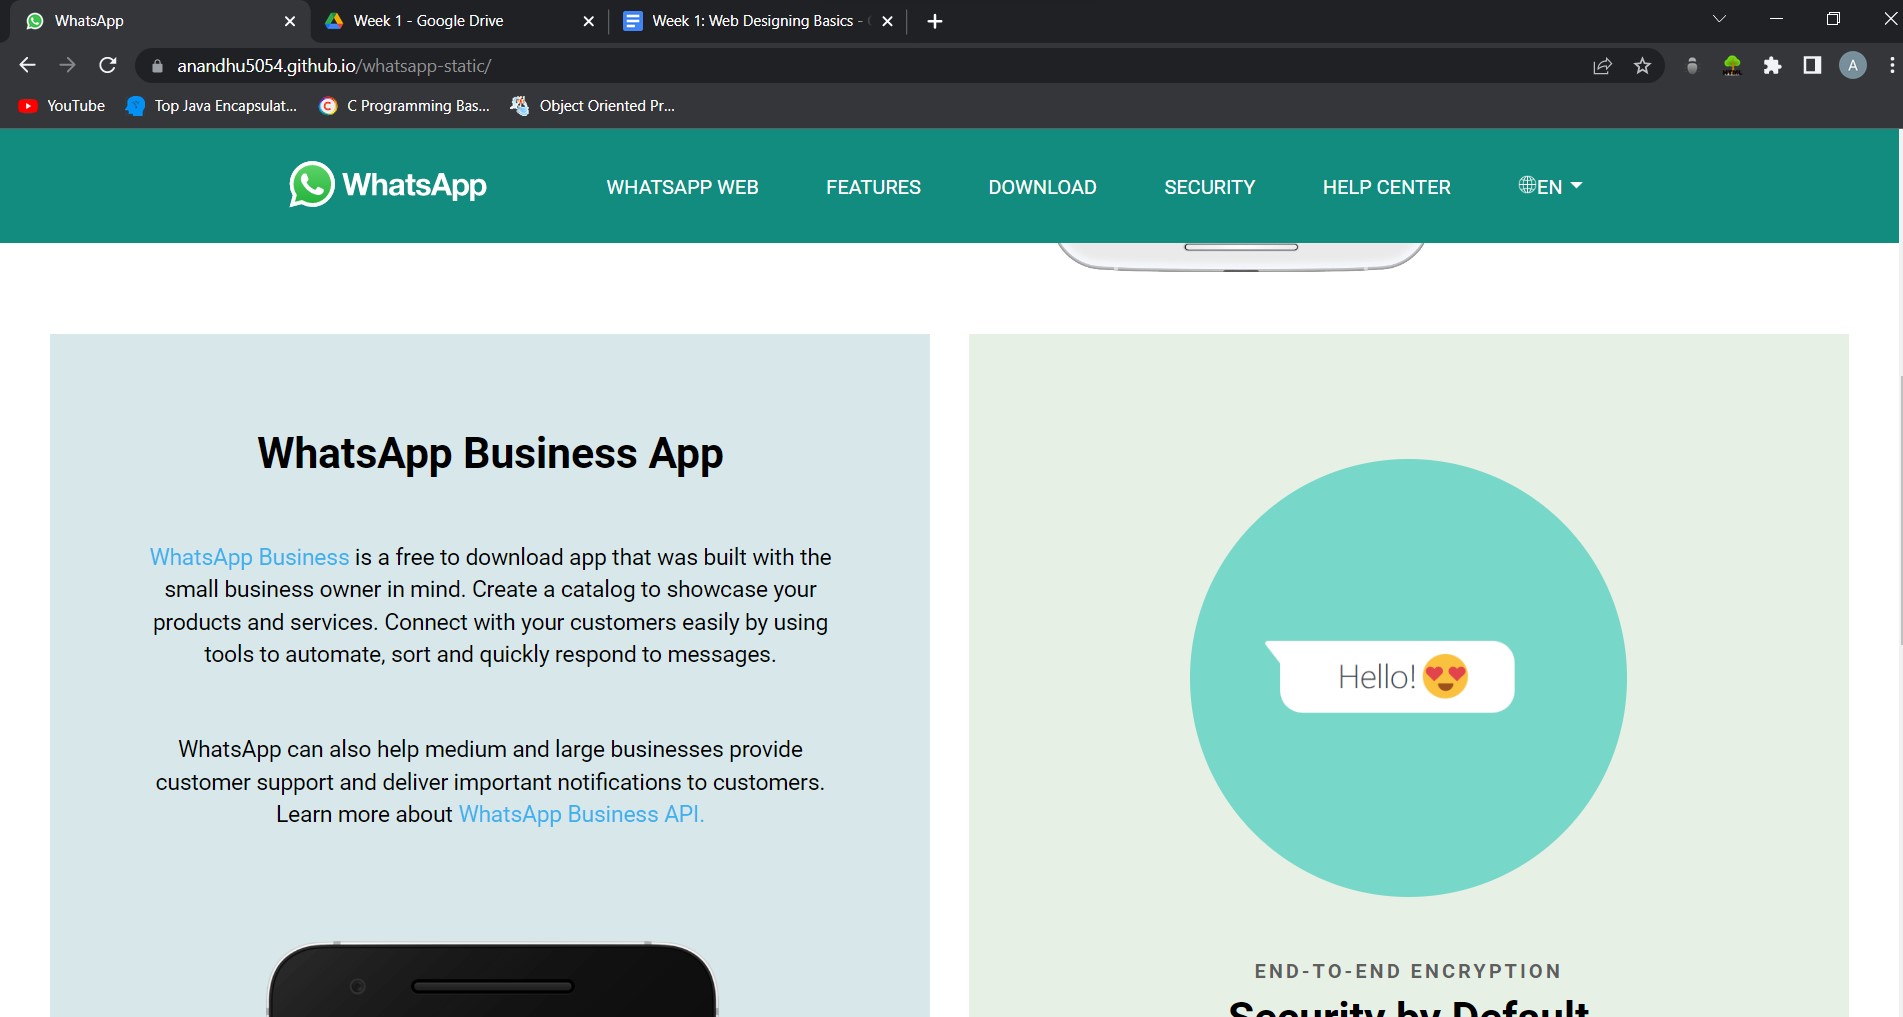 WhatsApp
Week 1 - Google Drive
Week 1: Web Designing Basics -
anandhu5054.github.io/whatsapp-static/
A
YouTube
Top Java Encapsulat...
C Programming Bas...
Object Oriented Pr...
WhatsApp
WHATSAPP WEB
FEATURES
DOWNLOAD
SECURITY
HELP CENTER
EN
WhatsApp Business App
WhatsApp Business is a free to download app that was built with the
small business owner in mind. Create a catalog to showcase your
products and services. Connect with your customers easily by using
tools to automate, sort and quickly respond to messages.
WhatsApp can also help medium and large businesses provide
customer support and deliver important notifications to customers.
Learn more about WhatsApp Business API.
Hello! 😍
END-TO-END ENCRYPTION
Security by Default